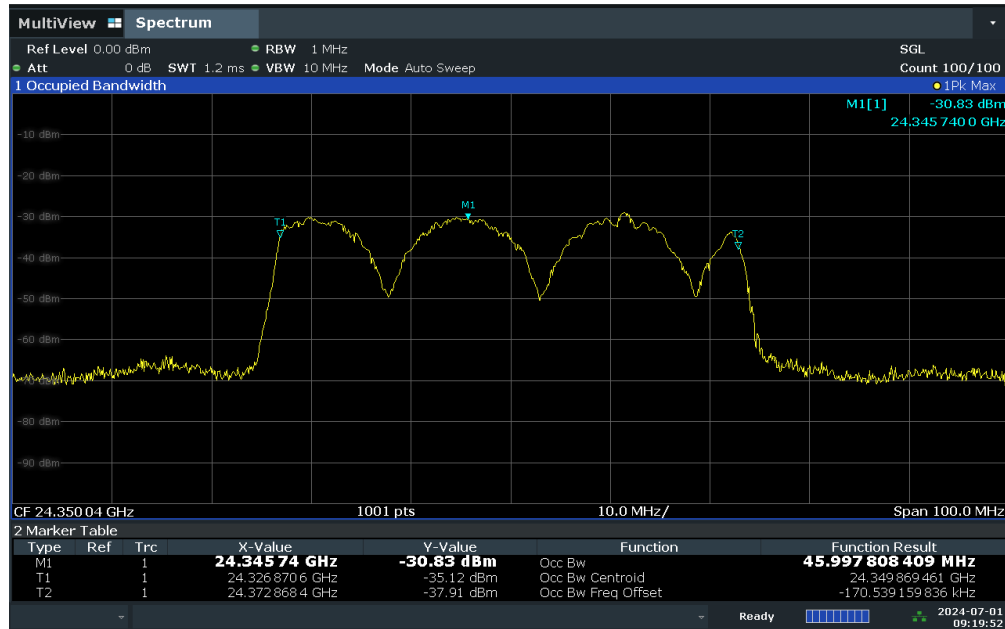 MultiView Spectrum
Ref Level 0.00 dBm RBW 1 MHz SGL
Att 0 dB SWT 1.2 ms VBW 10 MHz Mode Auto Sweep Count 100/100
1 Occupied Bandwidth 1Pk Max
M1[1] -30.83 dBm
24.345 740 0 GHz
-10 dBm
-20 dBm
M1
-30 dBm
T1
T2
-40 dBm
-50 dBm
-60 dBm
-80 dBm
-90 dBm
CF 24.350 04 GHz 1001 pts 10.0 MHz/ Span 100.0 MHz
2 Marker Table
Type Ref Trc X-Value Y-Value Function Function Result
M1 1 24.345 74 GHz -30.83 dBm Occ Bw 45.997 808 409 MHz
T1 1 24.326 870 6 GHz -35.12 dBm Occ Bw Centroid 24.349 869 461 GHz
T2 1 24.372 868 4 GHz -37.91 dBm Occ Bw Freq Offset -170.539 159 836 kHz
Ready 2024-07-01
09:19:52